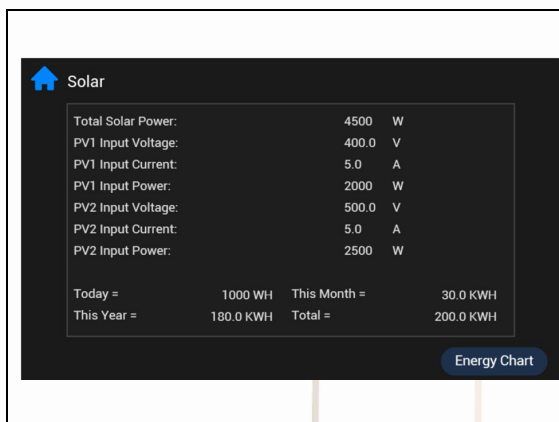 Solar
Total Solar Power: 4500 W
PV1 Input Voltage: 400.0 V
PV1 Input Current: 5.0 A
PV1 Input Power: 2000 W
PV2 Input Voltage: 500.0 V
PV2 Input Current: 5.0 A
PV2 Input Power: 2500 W
Today = 1000 WH This Month = 30.0 KWH
This Year = 180.0 KWH Total = 200.0 KWH
Energy Chart